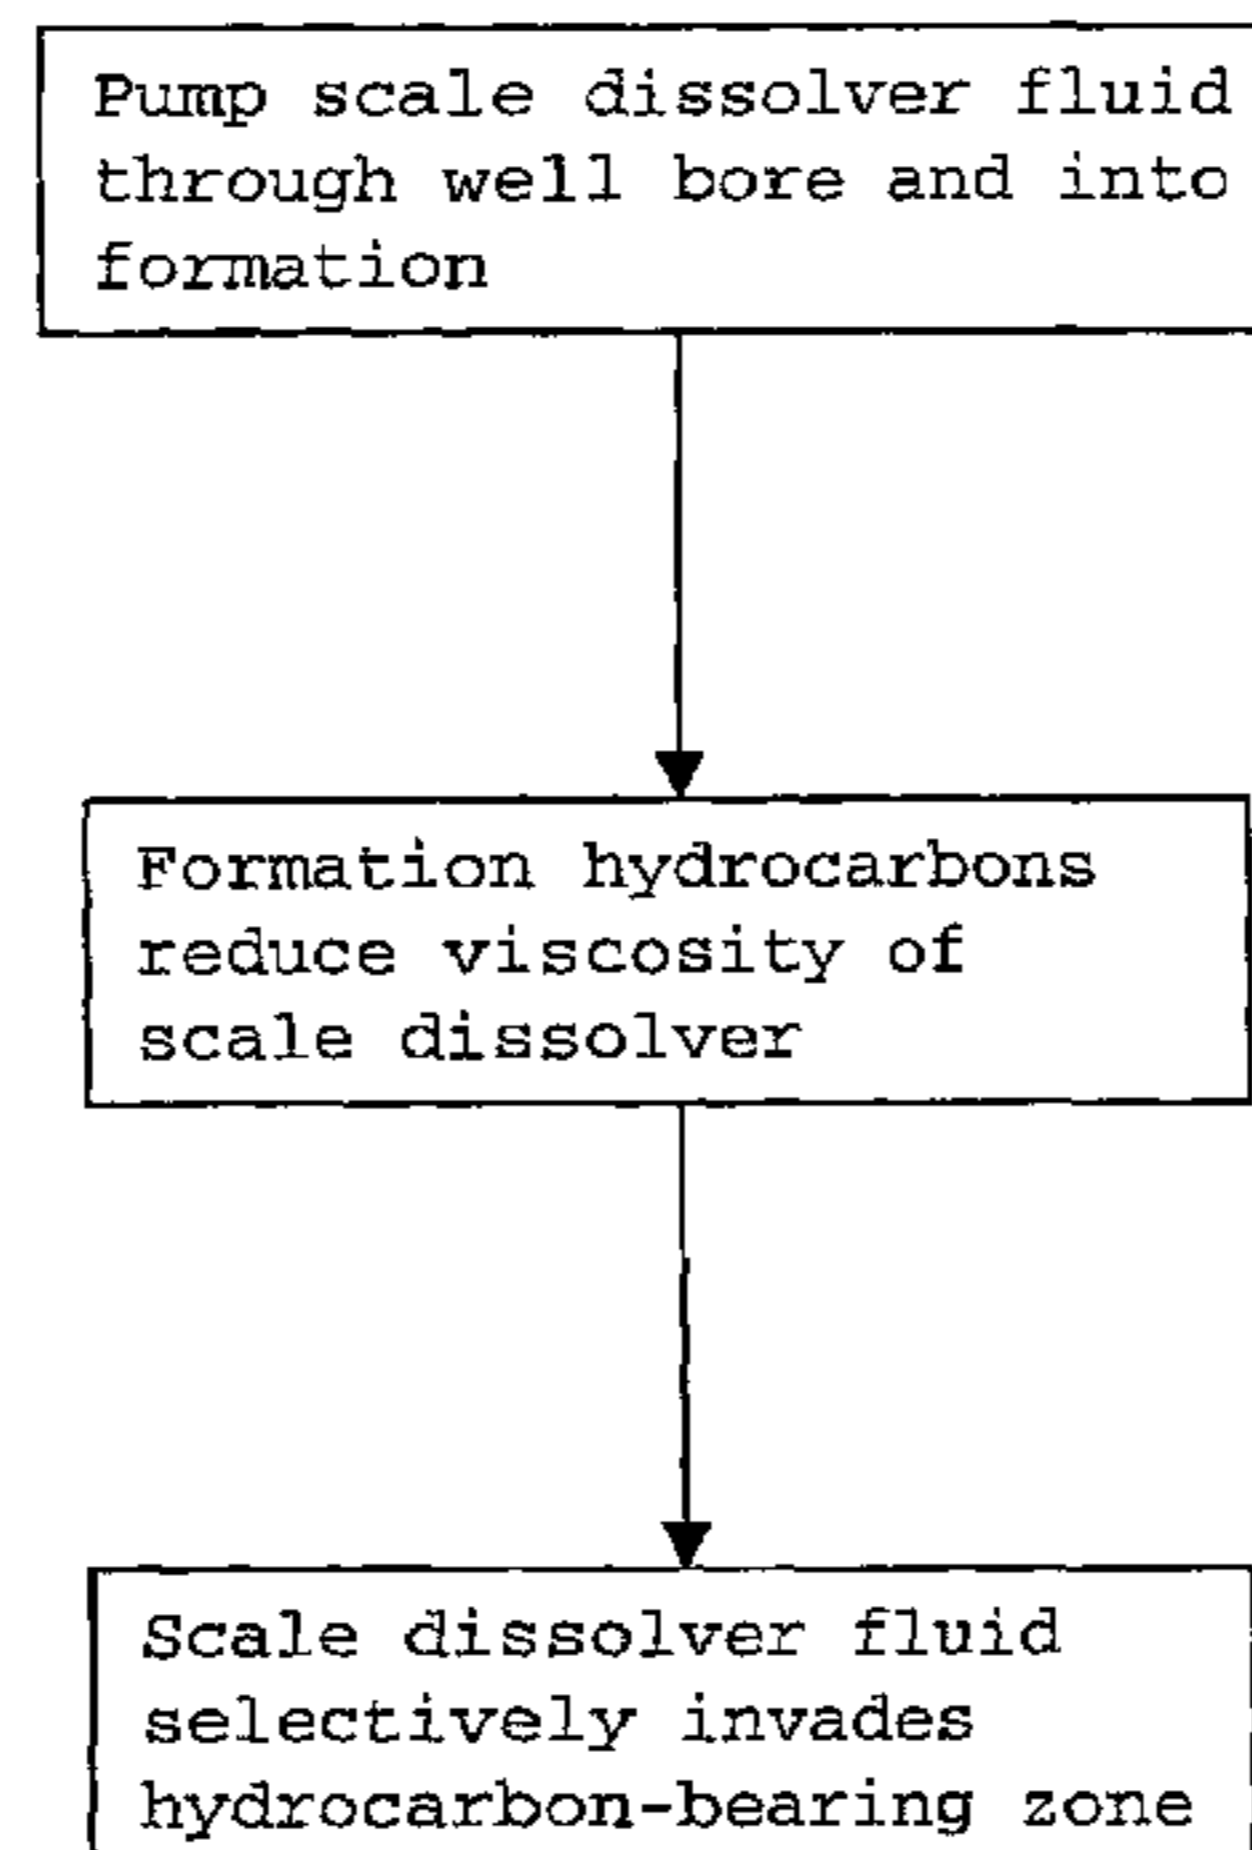 Pump scale dissolver fluid
through well bore and into
formation
Formation hydrocarbons
reduce viscosity of
scale dissolver
Scale dissolver fluid
selectively invades
hydrocarbon-bearing zone